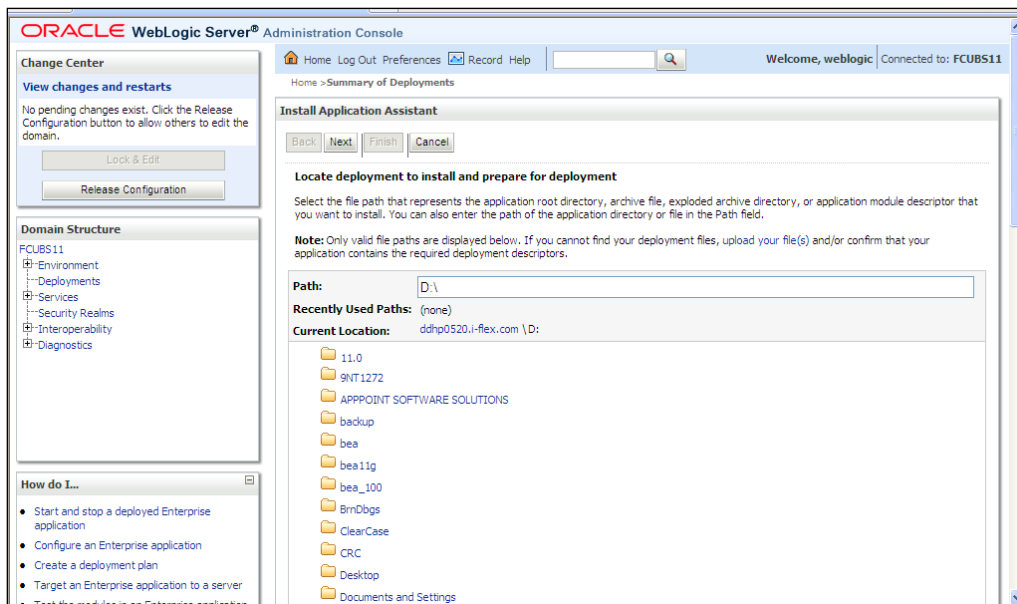 ORACLE WebLogic Server® Administration Console
Change Center
View changes and restarts
No pending changes exist. Click the Release
Configuration button to allow others to edit the
domain.
Lock & Edit
Release Configuration
Domain Structure
FCUBS11
Environment
Deployments
Services
Security Realms
Interoperability
Diagnostics
How do I...
Start and stop a deployed Enterprise
application
Configure an Enterprise application
Create a deployment plan
Target an Enterprise application to a server
Test the modules in an Enterprise application
Home Log Out Preferences Record Help
Welcome, weblogic Connected to: FCUBS11
Home >Summary of Deployments
Install Application Assistant
Back Next Finish Cancel
Locate deployment to install and prepare for deployment
Select the file path that represents the application root directory, archive file, exploded archive directory, or application module descriptor that
you want to install. You can also enter the path of the application directory or file in the Path field.
Note: Only valid file paths are displayed below. If you cannot find your deployment files, upload your file(s) and/or confirm that your
application contains the required deployment descriptors.
Path: D:\
Recently Used Paths: (none)
Current Location: ddhp0520.i-flex.com \D:
11.0
9NT1272
APPPOINT SOFTWARE SOLUTIONS
backup
bea
bea11g
bea_100
BrnDbgs
ClearCase
CRC
Desktop
Documents and Settings